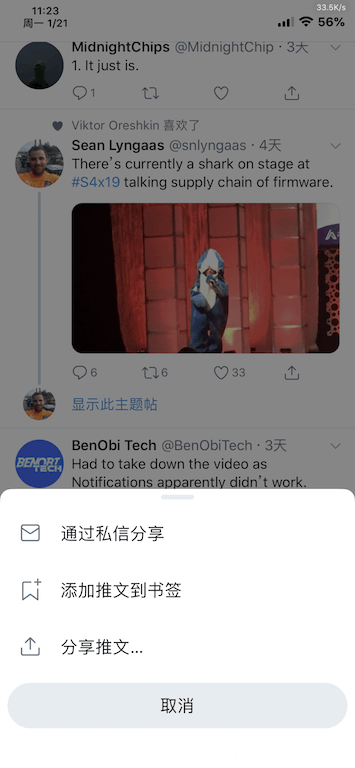 33.5K/s
11:23
周一 1/21
56%
MidnightChips @MidnightChip · 3天
1. It just is.
1
Viktor Oreshkin 喜欢了
Sean Lyngaas @snlyngaas · 4天
There's currently a shark on stage at
#S4x19 talking supply chain of firmware.
6 6 33
显示此主题帖
BenObi Tech @BenObiTech · 3天
BENOBI
TECH
Had to take down the video as
Notifications apparently didn't work.
通过私信分享
添加推文到书签
分享推文...
取消